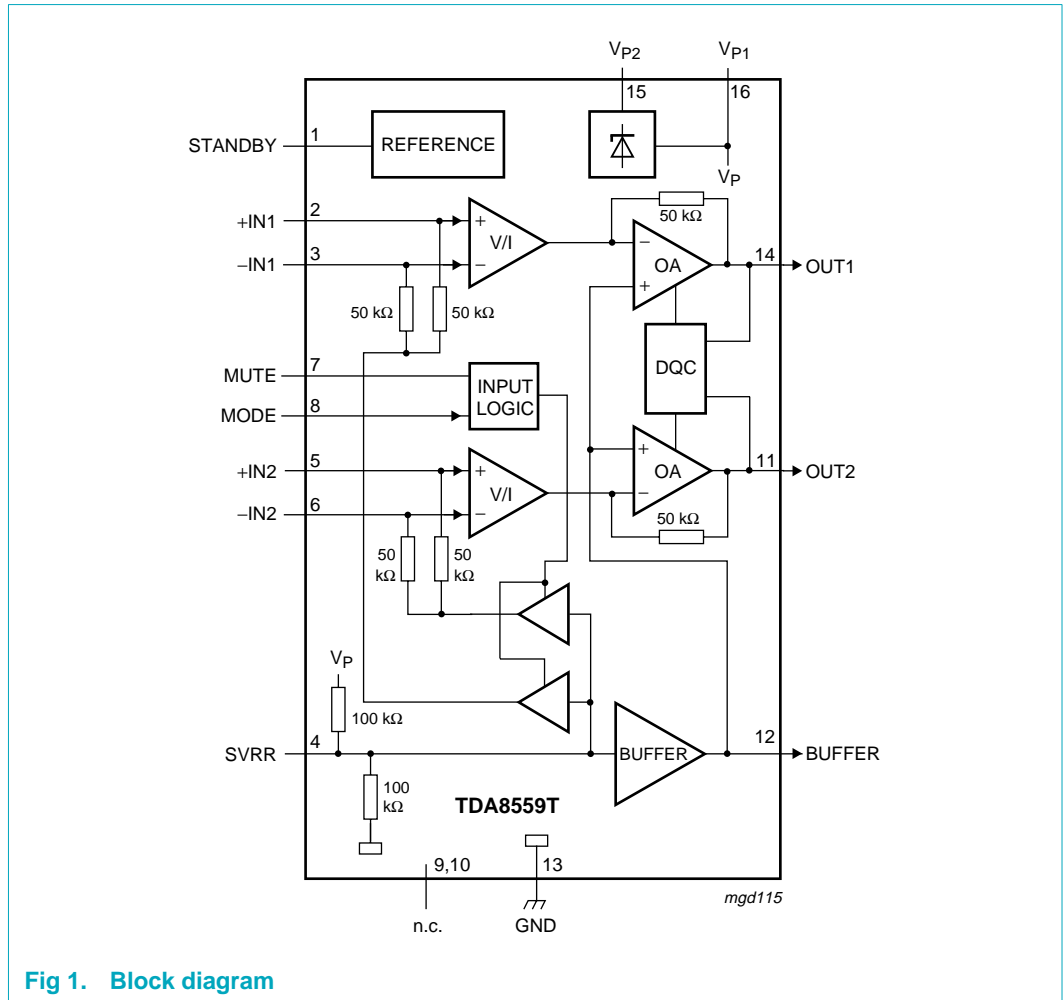 VP2
VP1
15
16
STANDBY
1
REFERENCE
VP
+IN1
2
+
V/I
−IN1
3
−
50 kΩ
50 kΩ
50 kΩ
−
OA
+
14
OUT1
MUTE
7
MODE
8
INPUT
LOGIC
DQC
+IN2
5
+
V/I
−IN2
6
−
+
OA
−
11
OUT2
50 kΩ
50
kΩ
50
kΩ
VP
100 kΩ
SVRR
4
BUFFER
12
BUFFER
100
kΩ
TDA8559T
9,10
13
n.c.
GND
mgd115
Fig 1. Block diagram